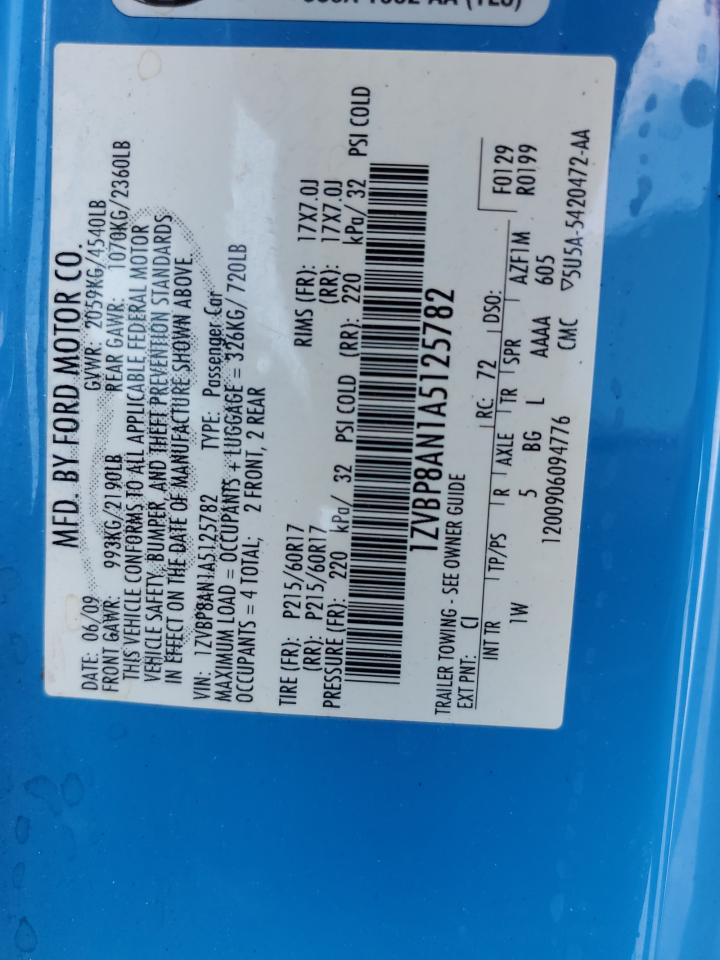 MFD. BY FORD MOTOR CO.
DATE: 06/09 GVWR: 2059KG/4540LB
FRONT GAWR: 993KG/2190LB REAR GAWR: 1070KG/2360LB
THIS VEHICLE CONFORMS TO ALL APPLICABLE FEDERAL MOTOR
VEHICLE SAFETY, BUMPER, AND THEFT PREVENTION STANDARDS
IN EFFECT ON THE DATE OF MANUFACTURE SHOWN ABOVE
VIN: 1ZVBP8AN1A5125782 TYPE: Passenger Car
MAXIMUM LOAD = OCCUPANTS + LUGGAGE = 326KG/ 720LB
OCCUPANTS = 4 TOTAL; 2 FRONT, 2 REAR
TIRE (FR): P215/60R17 RIMS (FR): 17X7.0J
(RR): P215/60R17 (RR): 17X7.0J
PRESSURE (FR): 220 kPa/ 32 PSI COLD (RR): 220 kPa/ 32 PSI COLD
1ZVBP8AN1A5125782
TRAILER TOWING - SEE OWNER GUIDE
EXT PNT: CI RC: 72 DSO: F0129
R0199
INT TR TP/PS R AXLE TR SPR AZF1M
1W 5 BG L AAAA 605
1200906094776 CMC ▽5U5A-5420472-AA